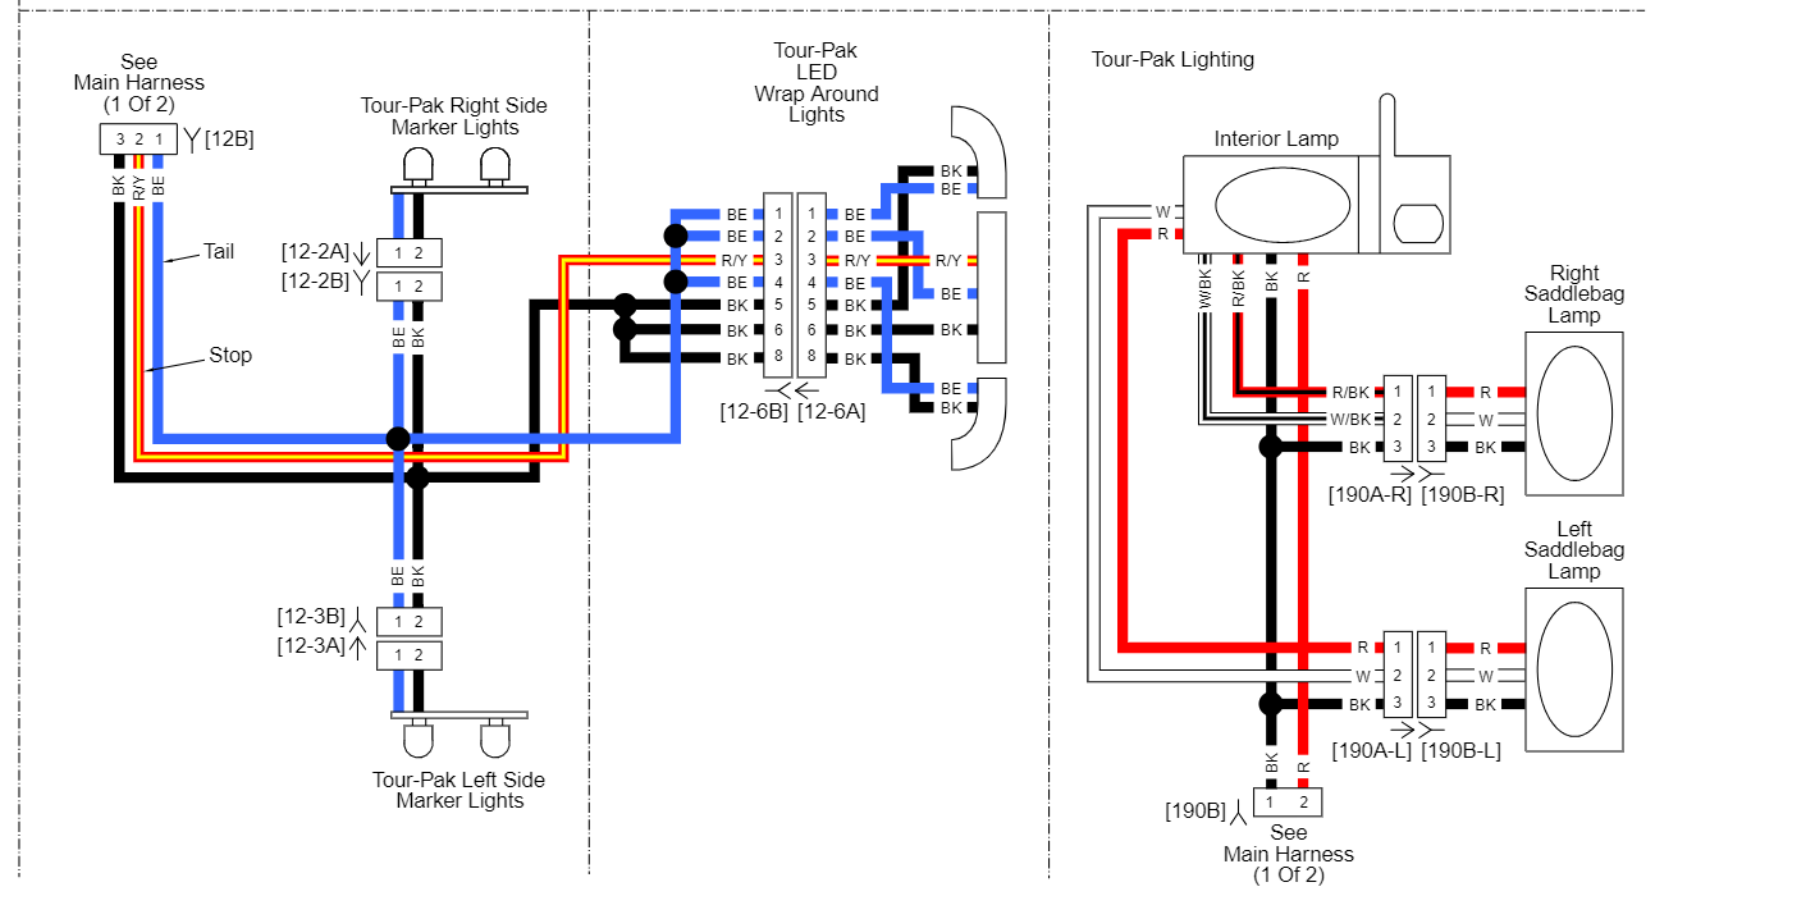 See
Main Harness
(1 Of 2)
3 2 1
[12B]
BK
R/Y
BE
Tail
Stop
Tour-Pak Right Side
Marker Lights
[12-2A]
1 2
[12-2B]
1 2
BE
BK
BE
BK
[12-3B]
1 2
[12-3A]
1 2
Tour-Pak Left Side
Marker Lights
Tour-Pak
LED
Wrap Around
Lights
BE 1 1 BE
BE 2 2 BE
R/Y 3 3 R/Y
BE 4 4 BE
BK 5 5 BK
BK 6 6 BK
BK 8 8 BK
[12-6B] [12-6A]
BK
BE
R/Y
BE
BK
BE
BK
Tour-Pak Lighting
Interior Lamp
W
R
W/BK
R/BK
BK
R
Right
Saddlebag
Lamp
R/BK 1 1 R
W/BK 2 2 W
BK 3 3 BK
[190A-R] [190B-R]
Left
Saddlebag
Lamp
R 1 1 R
W 2 2 W
BK 3 3 BK
[190A-L] [190B-L]
BK
R
[190B]
1 2
See
Main Harness
(1 Of 2)